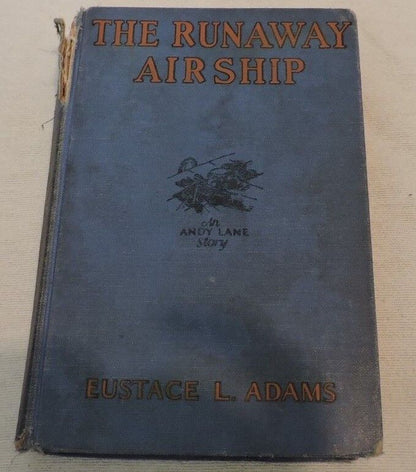 THE RUNAWAY
AIRSHIP
An
ANDY LANE
Story
EUSTACE L. ADAMS